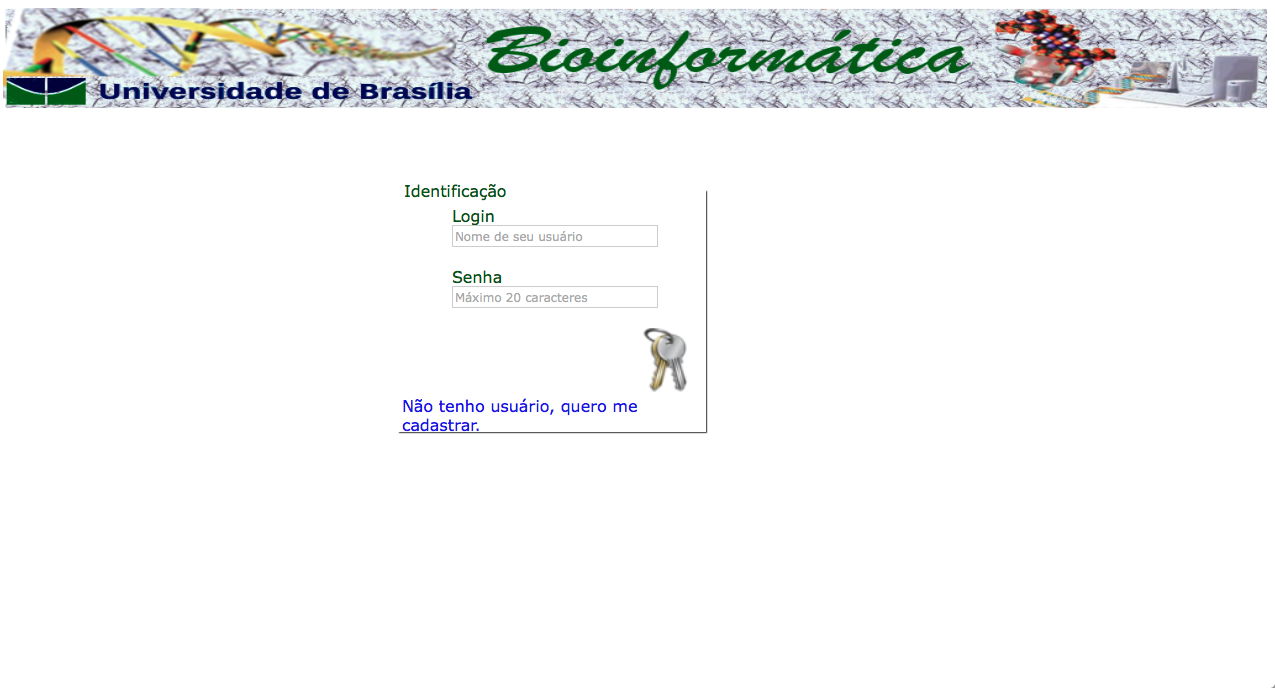 Bioinformática
Universidade de Brasília
Identificação
Login
Nome de seu usuário
Senha
Máximo 20 caracteres
Não tenho usuário, quero me
cadastrar.